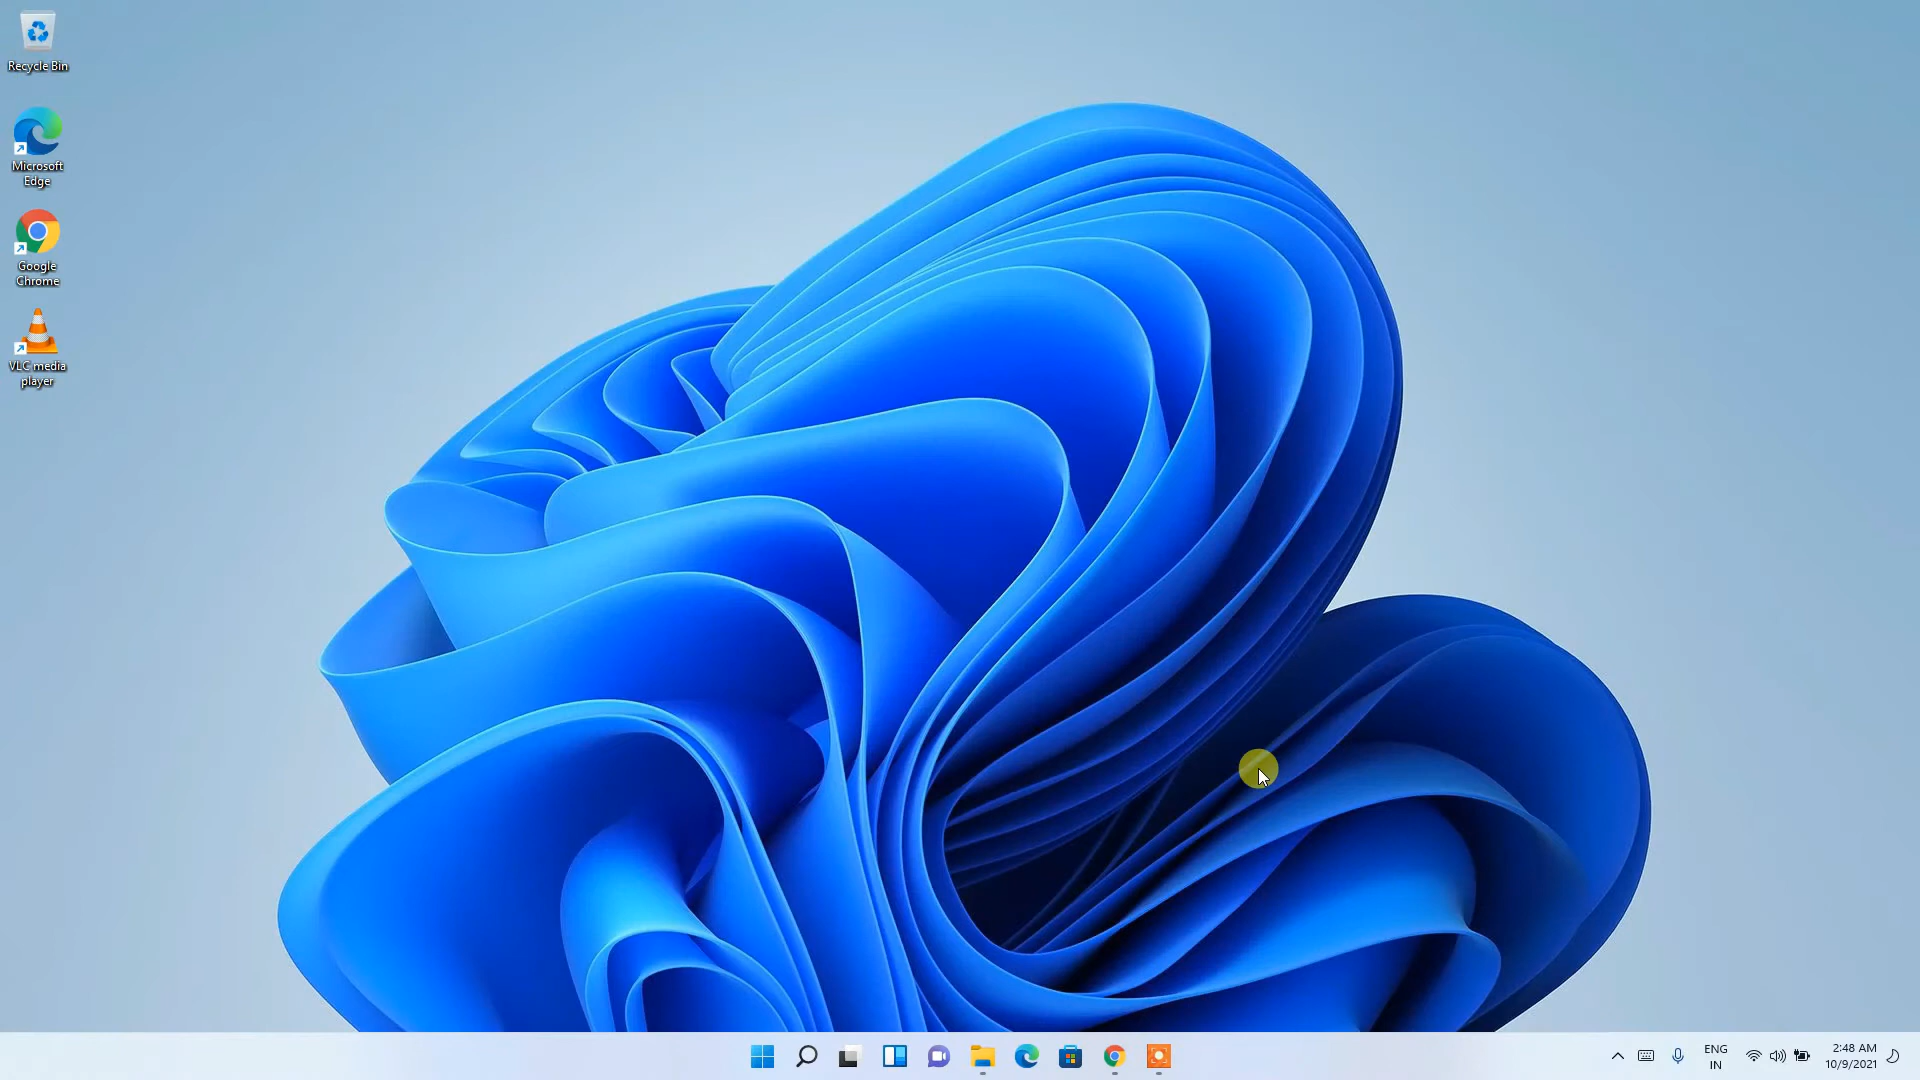 Recycle Bin
Microsoft
Edge
Google
Chrome
VLC media
player
ENG
IN
2:48 AM
10/9/2021